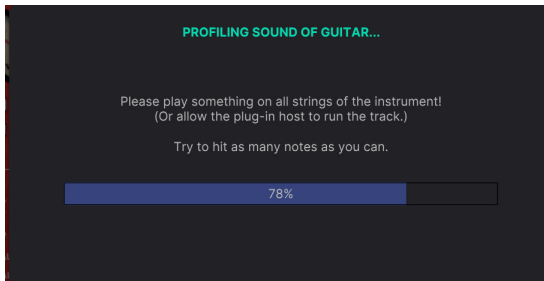 PROFILING SOUND OF GUITAR...
Please play something on all strings of the instrument!
(Or allow the plug-in host to run the track.)
Try to hit as many notes as you can.
78%